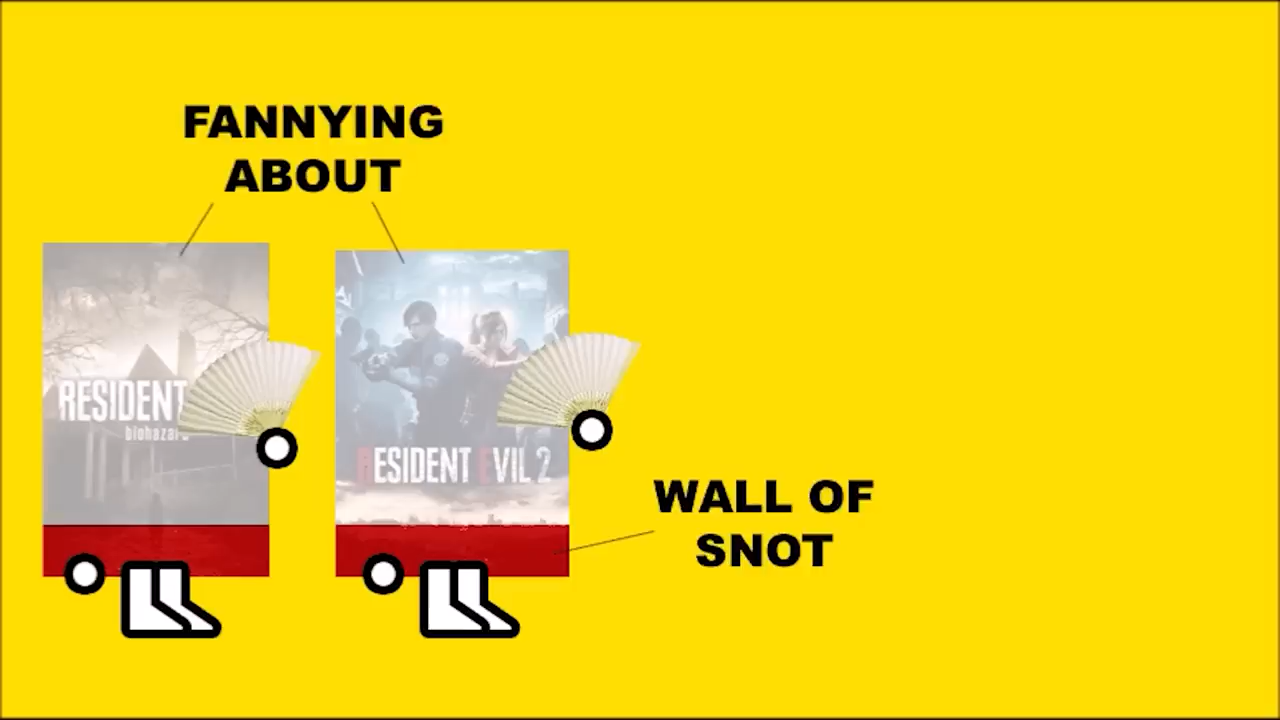 FANNYING
ABOUT
RESIDENT
biohazard
RESIDENT EVIL 2
WALL OF
SNOT